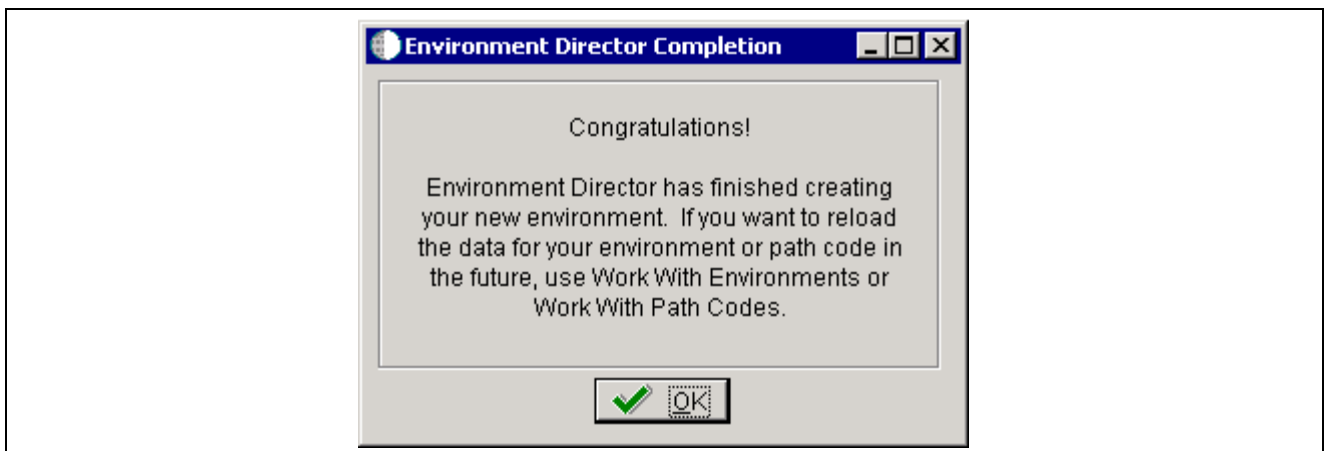 Environment Director Completion
Congratulations!
Environment Director has finished creating
your new environment.  If you want to reload
the data for your environment or path code in
the future, use Work With Environments or
Work With Path Codes.
OK